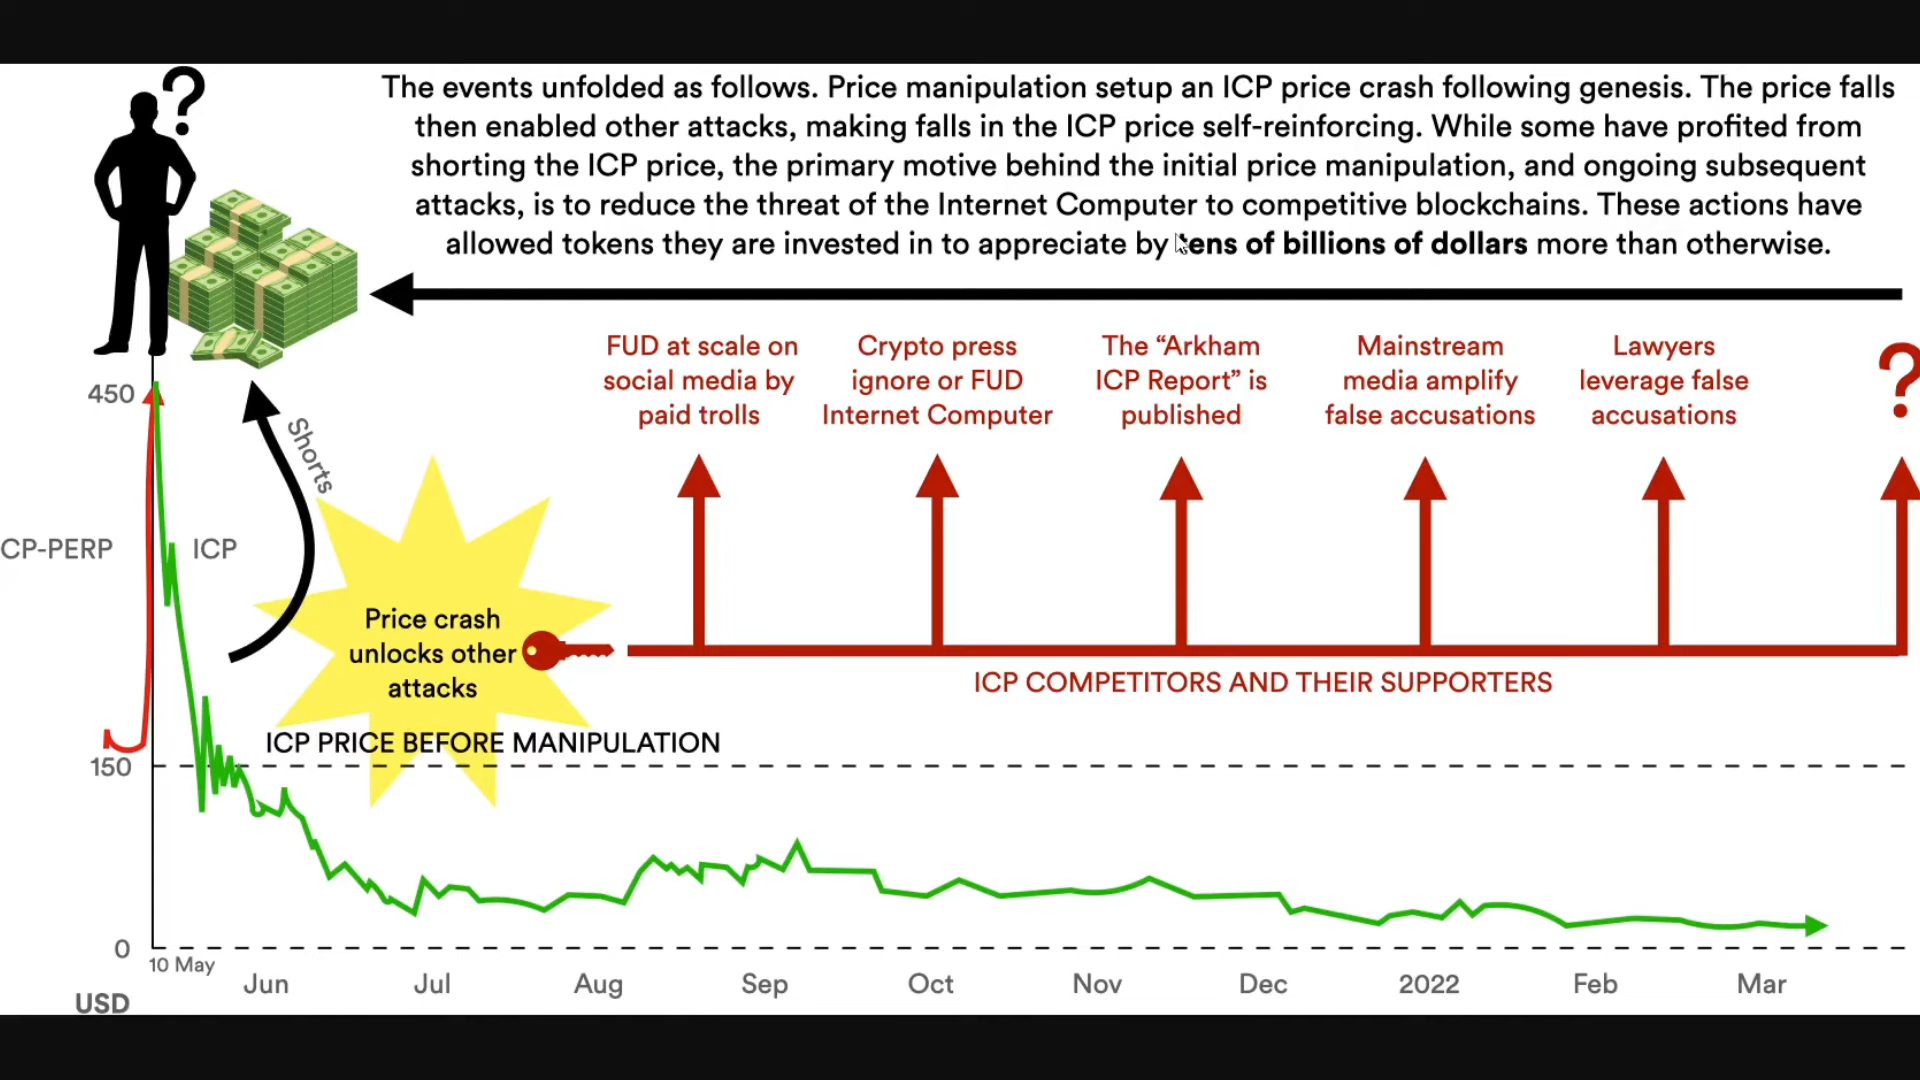 ?
The events unfolded as follows. Price manipulation setup an ICP price crash following genesis. The price falls
then enabled other attacks, making falls in the ICP price self-reinforcing. While some have profited from
shorting the ICP price, the primary motive behind the initial price manipulation, and ongoing subsequent
attacks, is to reduce the threat of the Internet Computer to competitive blockchains. These actions have
allowed tokens they are invested in to appreciate by tens of billions of dollars more than otherwise.
FUD at scale on
social media by
paid trolls
Crypto press
ignore or FUD
Internet Computer
The “Arkham
ICP Report” is
published
Mainstream
media amplify
false accusations
Lawyers
leverage false
accusations
?
450
Shorts
CP-PERP
ICP
Price crash
unlocks other
attacks
ICP COMPETITORS AND THEIR SUPPORTERS
ICP PRICE BEFORE MANIPULATION
150
0
10 May
Jun
Jul
Aug
Sep
Oct
Nov
Dec
2022
Feb
Mar
USD